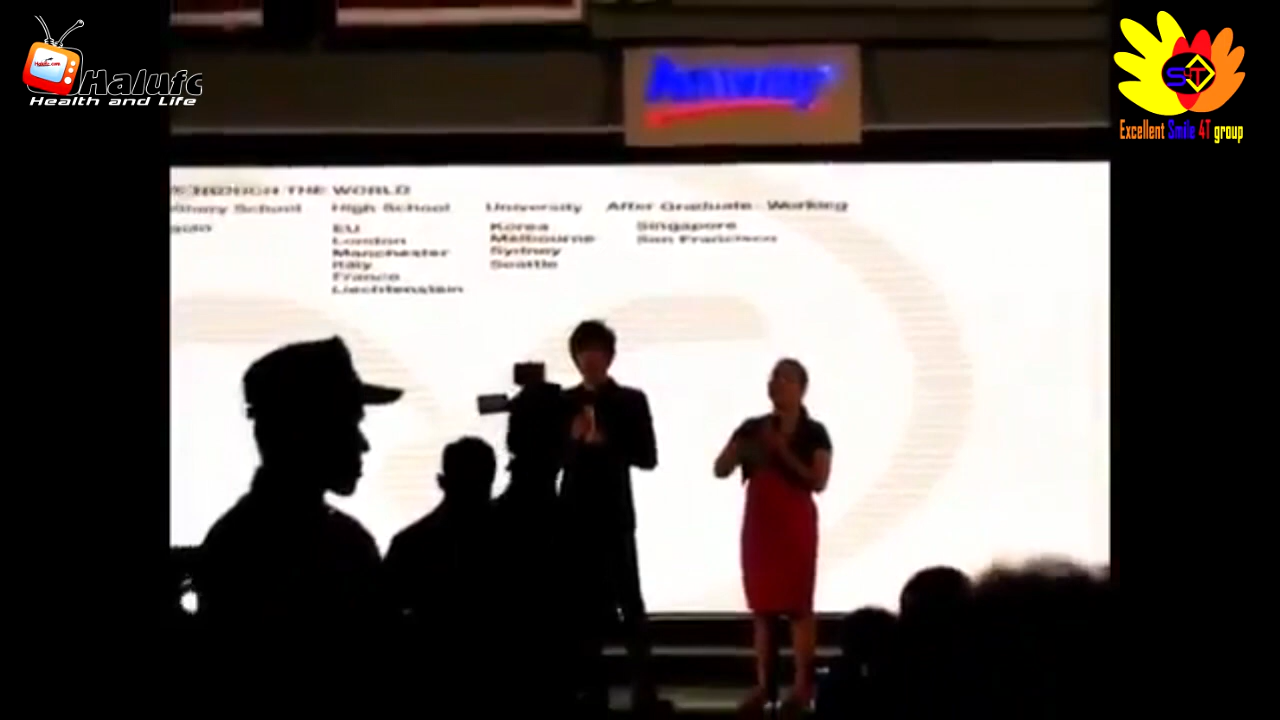 Halufc
Health and Life
Amway
Excellent Smile 4T group
THROUGH THE WORLD
High School
University
After Graduate - Working
EU
London
Manchester
Italy
France
Liechtenstein
Korea
Melbourne
Sydney
Seattle
Singapore
San Francisco